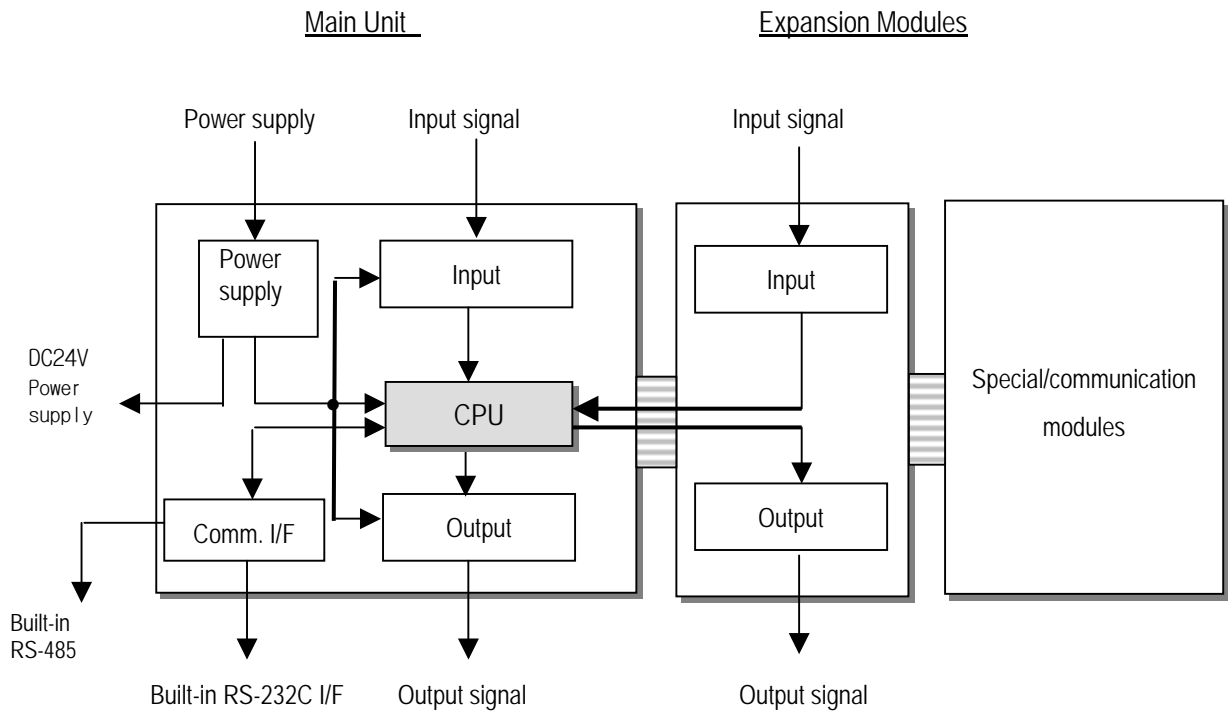 Main Unit
Expansion Modules
Power supply
Input signal
Input signal
Power
supply
Input
Input
DC24V
Power
supply
CPU
Special/communication
modules
Comm. I/F
Output
Output
Built-in
RS-485
Built-in RS-232C I/F
Output signal
Output signal